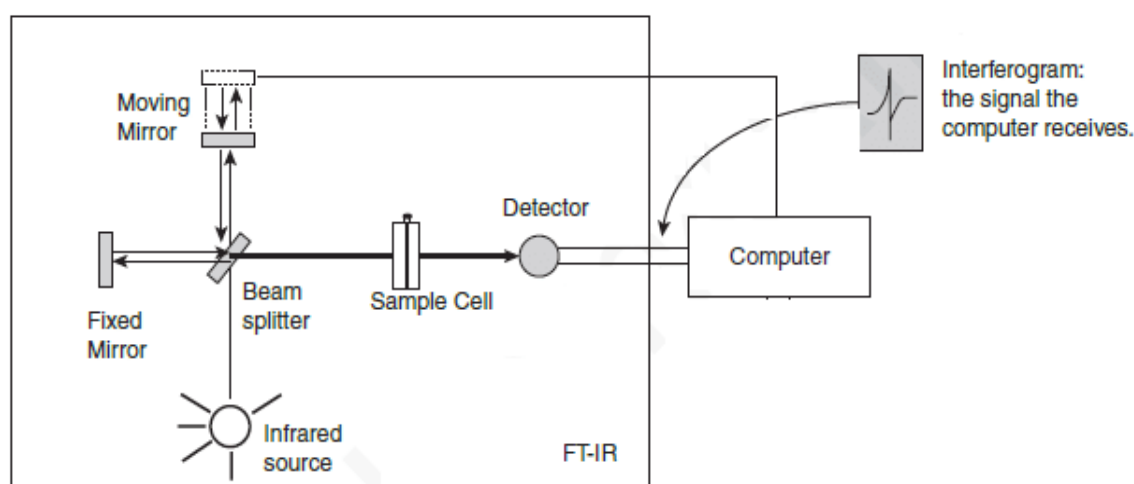 Moving
Mirror
Interferogram:
the signal the
computer receives.
Detector
Computer
Beam
splitter
Sample Cell
Fixed
Mirror
Infrared
source
FT-IR